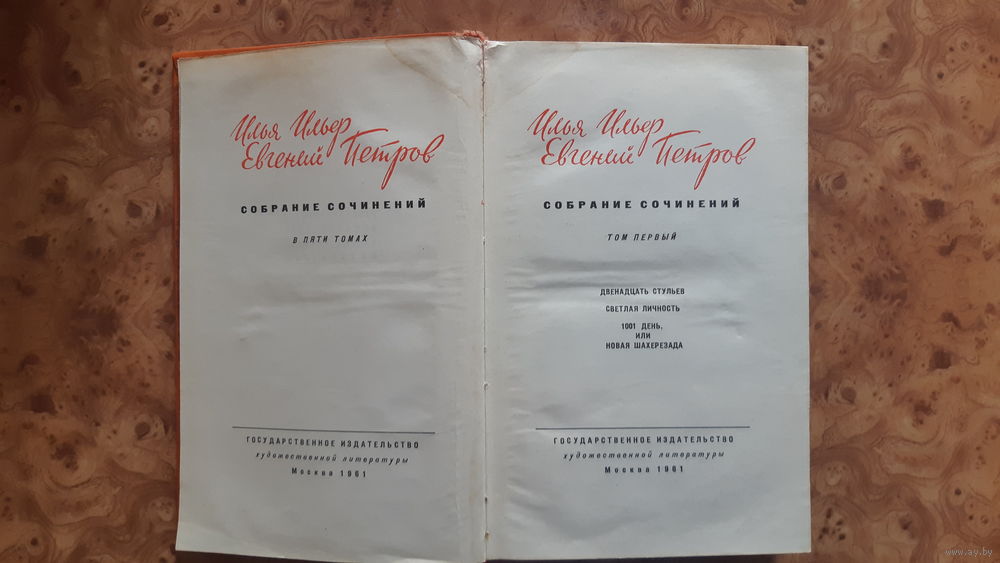 Илья Ильф
Евгений Петров
СОБРАНИЕ СОЧИНЕНИЙ
В ПЯТИ ТОМАХ
ГОСУДАРСТВЕННОЕ ИЗДАТЕЛЬСТВО
художественной литературы
Москва 1961
Илья Ильф
Евгений Петров
СОБРАНИЕ СОЧИНЕНИЙ
ТОМ ПЕРВЫЙ
ДВЕНАДЦАТЬ СТУЛЬЕВ
СВЕТЛАЯ ЛИЧНОСТЬ
1001 ДЕНЬ,
ИЛИ
НОВАЯ ШАХЕРЕЗАДА
ГОСУДАРСТВЕННОЕ ИЗДАТЕЛЬСТВО
художественной литературы
Москва 1961
www.ay.by